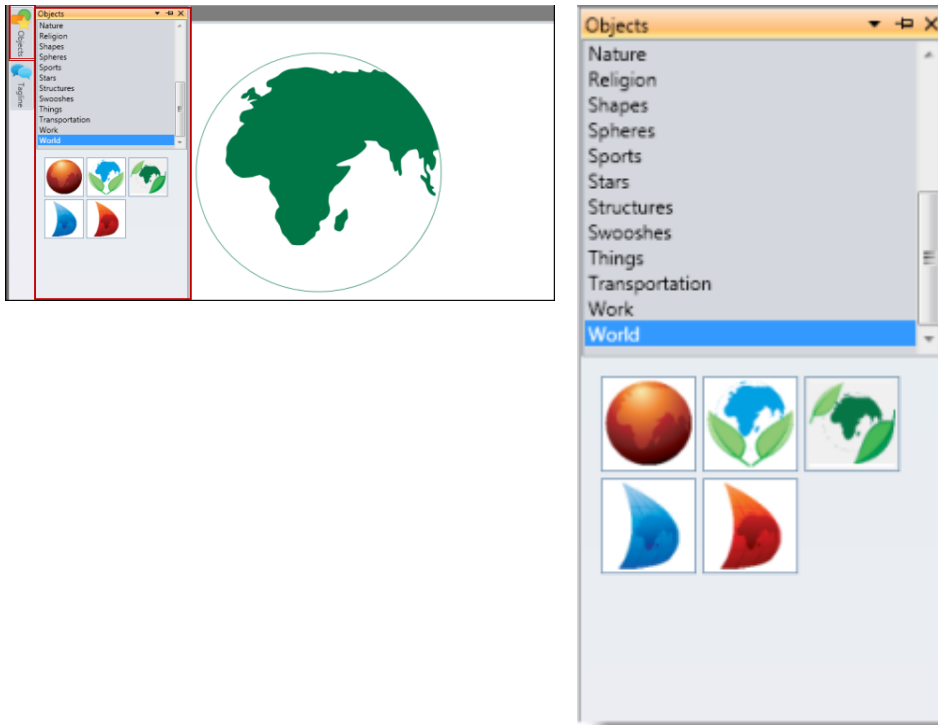 Objects
Tagline
Objects
Nature
Religion
Shapes
Spheres
Sports
Stars
Structures
Swooshes
Things
Transportation
Work
World
Objects
Nature
Religion
Shapes
Spheres
Sports
Stars
Structures
Swooshes
Things
Transportation
Work
World